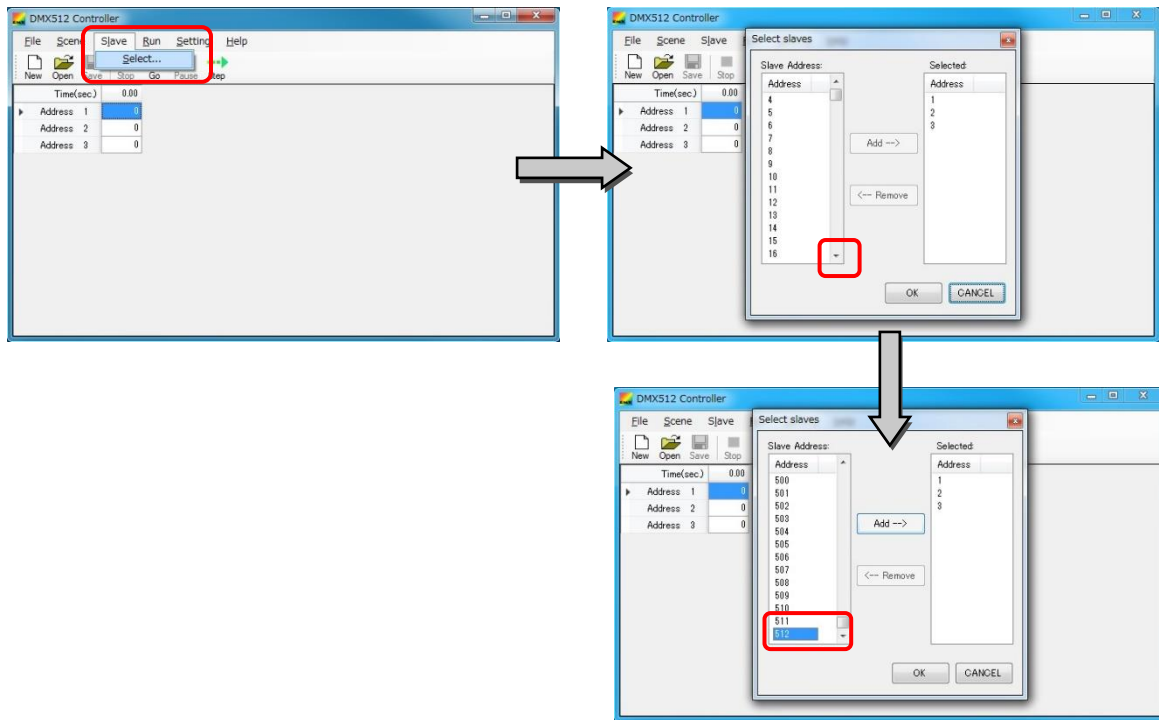 DMX512 Controller
File Scene Slave Run Setting Help
Select...
New Open Save Stop Go Pause Step
Time(sec.) 0.00
Address 1 0
Address 2 0
Address 3 0
DMX512 Controller
File Scene Slave
New Open Save Stop
Time(sec.) 0.00
Address 1 0
Address 2 0
Address 3 0
Select slaves
Slave Address:
Address
4
5
6
7
8
9
10
11
12
13
14
15
16
Add -->
<-- Remove
Selected:
Address
1
2
3
OK CANCEL
DMX512 Controller
File Scene Slave
New Open Save Stop
Time(sec.) 0.00
Address 1 0
Address 2 0
Address 3 0
Select slaves
Slave Address:
Address
500
501
502
503
504
505
506
507
508
509
510
511
512
Add -->
<-- Remove
Selected:
Address
1
2
3
OK CANCEL